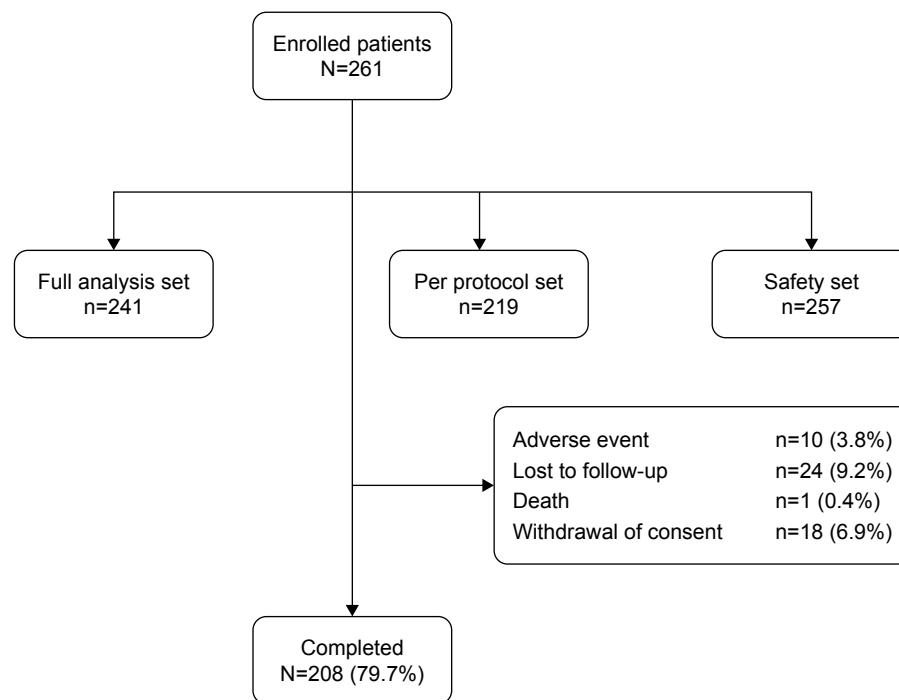 Enrolled patients
N=261
Full analysis set
n=241
Per protocol set
n=219
Safety set
n=257
Adverse event n=10 (3.8%)
Lost to follow-up n=24 (9.2%)
Death n=1 (0.4%)
Withdrawal of consent n=18 (6.9%)
Completed
N=208 (79.7%)